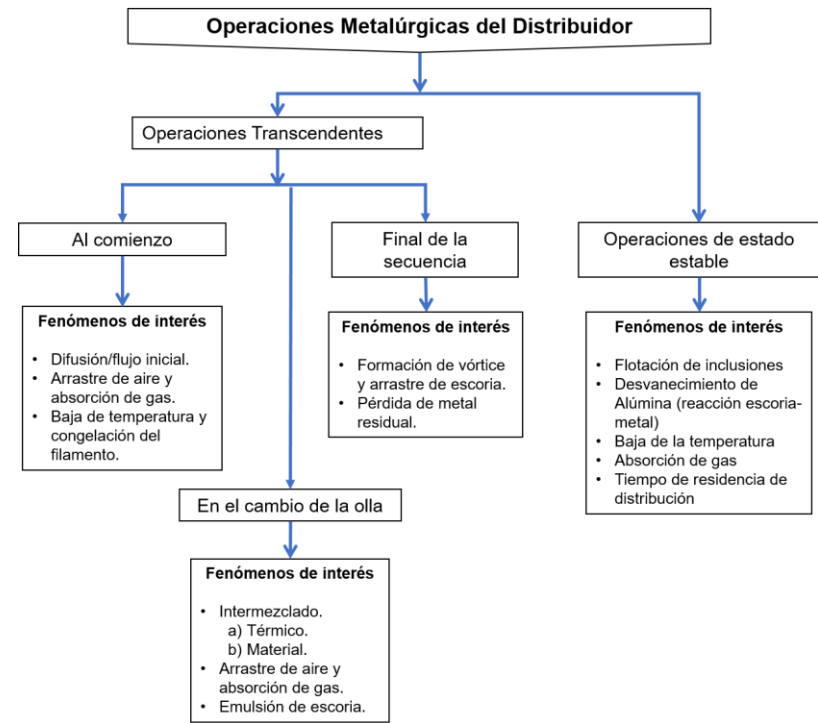 Operaciones Metalúrgicas del Distribuidor
Operaciones Transcendentes
Al comienzo
Final de la
secuencia
Operaciones de estado
estable
Fenómenos de interés
• Difusión/flujo inicial.
• Arrastre de aire y
absorción de gas.
• Baja de temperatura y
congelación del
filamento.
Fenómenos de interés
• Formación de vórtice
y arrastre de escoria.
• Pérdida de metal
residual.
Fenómenos de interés
• Flotación de inclusiones
• Desvanecimiento de
Alúmina (reacción escoria-
metal)
• Baja de la temperatura
• Absorción de gas
• Tiempo de residencia de
distribución
En el cambio de la olla
Fenómenos de interés
• Intermezclado.
a) Térmico.
b) Material.
• Arrastre de aire y
absorción de gas.
• Emulsión de escoria.